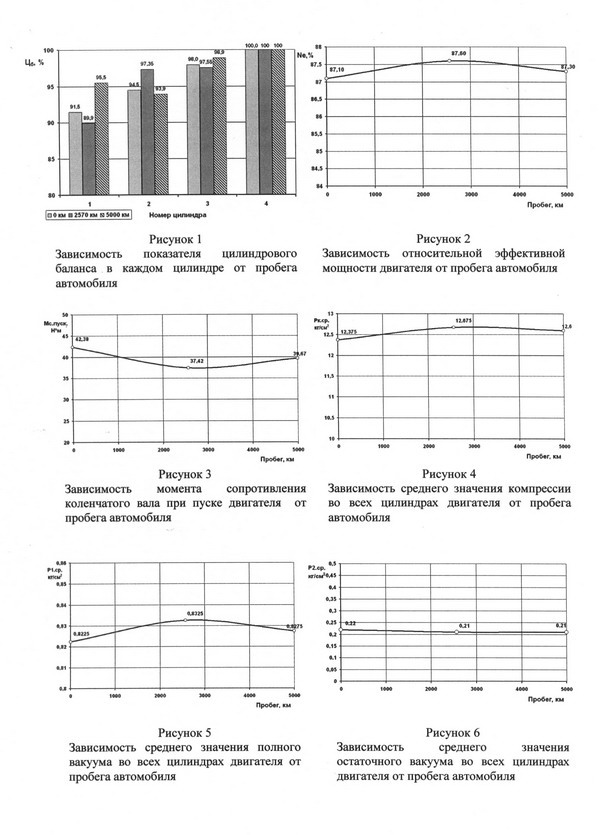 Цб, %
100
95
90
85
80
91,5
89,9
95,5
94,5
97,35
93,9
98,0
97,55
98,9
100,0
100
100
1
2
3
4
0 км 2570 км 5000 км
Номер цилиндра
Рисунок 1
Зависимость показателя цилиндрового
баланса в каждом цилиндре от пробега
автомобиля
Ne,%
88
87,5
87
86,5
86
85,5
85
84,5
84
87,10
87,60
87,30
0 1000 2000 3000 4000 5000
Пробег, км
Рисунок 2
Зависимость относительной эффективной
мощности двигателя от пробега автомобиля
Мс.пуск,
Н*м
50
45
40
35
30
25
20
42,38
37,42
39,67
0 1000 2000 3000 4000 5000
Пробег, км
Рисунок 3
Зависимость момента сопротивления
коленчатого вала при пуске двигателя от
пробега автомобиля
Рк.ср.
кг/см²
13
12,5
12
11,5
11
10,5
10
12,375
12,675
12,6
0 1000 2000 3000 4000 5000
Пробег, км
Рисунок 4
Зависимость среднего значения компрессии
во всех цилиндрах двигателя от пробега
автомобиля
Р1.ср.
кг/см²
0,86
0,85
0,84
0,83
0,82
0,81
0,8
0,8225
0,8225
0,8275
0 1000 2000 3000 4000 5000
Пробег, км
Рисунок 5
Зависимость среднего значения полного
вакуума во всех цилиндрах двигателя от
пробега автомобиля
Р2.ср.
кг/см²
0,5
0,45
0,4
0,35
0,3
0,25
0,2
0,15
0,1
0,05
0
0,22
0,21
0,21
0 1000 2000 3000 4000 5000
Пробег, км
Рисунок 6
Зависимость среднего значения
остаточного вакуума во всех цилиндрах
двигателя от пробега автомобиля